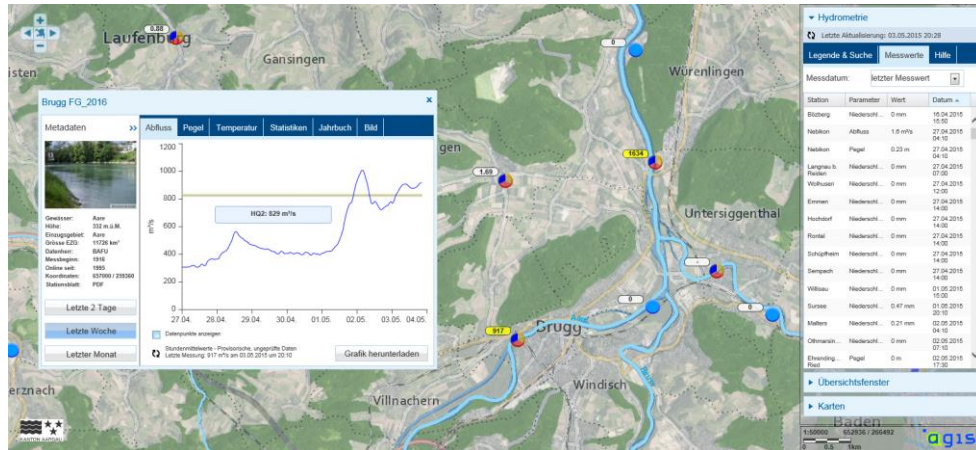 0.88
Laufenburg
Gansingen
Würenlingen
0
1634
1.69
Untersiggenthal
-
0
0
Brugg
917
Windisch
Villnachern
Baden
Brugg FG_2016
×
Metadaten >>
Gewässer: Aare
Höhe: 332 m.ü.M.
Einzugsgebiet: Aare
Grösse EZG: 11726 km²
Datenherr: BAFU
Messbeginn: 1916
Online seit: 1995
Koordinaten: 657000 / 259360
Stationsblatt: PDF
Letzte 2 Tage
Letzte Woche
Letzter Monat
Abfluss Pegel Temperatur Statistiken Jahrbuch Bild
1200
1000
800
600
400
200
0
m³/s
HQ2: 829 m³/s
27.04. 28.04. 29.04. 30.04. 01.05. 02.05. 03.05. 04.05.
Datenpunkte anzeigen
Stundenmittelwerte - Provisorische, ungeprüfte Daten
Letzte Messung: 917 m³/s am 03.05.2015 um 20:10
Grafik herunterladen
Hydrometrie
Letzte Aktualisierung: 03.05.2015 20:28
Legende & Suche Messwerte Hilfe
Messdatum: letzter Messwert
Station Parameter Wert Datum
Bözberg Niederschl... 0 mm 16.04.2015 15:50
Nebikon Abfluss 1.6 m³/s 27.04.2015 04:10
Nebikon Pegel 0.23 m 27.04.2015 04:10
Langnau b. Reiden Niederschl... 0 mm 27.04.2015 07:00
Wolhusen Niederschl... 0 mm 27.04.2015 12:00
Emmen Niederschl... 0 mm 27.04.2015 14:00
Hochdorf Niederschl... 0 mm 27.04.2015 14:00
Rontal Niederschl... 0 mm 27.04.2015 14:00
Schüpfheim Niederschl... 0 mm 27.04.2015 14:00
Sempach Niederschl... 0 mm 27.04.2015 14:00
Willisau Niederschl... 0 mm 01.05.2015 15:00
Sursee Niederschl... 0.47 mm 01.05.2015 20:10
Malters Niederschl... 0.21 mm 02.05.2015 04:10
Othmarsin... Niederschl... 0 mm 02.05.2015 07:10
Ehrending... Ried Pegel 0 m 02.05.2015 17:30
Übersichtsfenster
Karten
1:50000 652936 / 266492
0 0.5 1km
agis
KANTON AARGAU